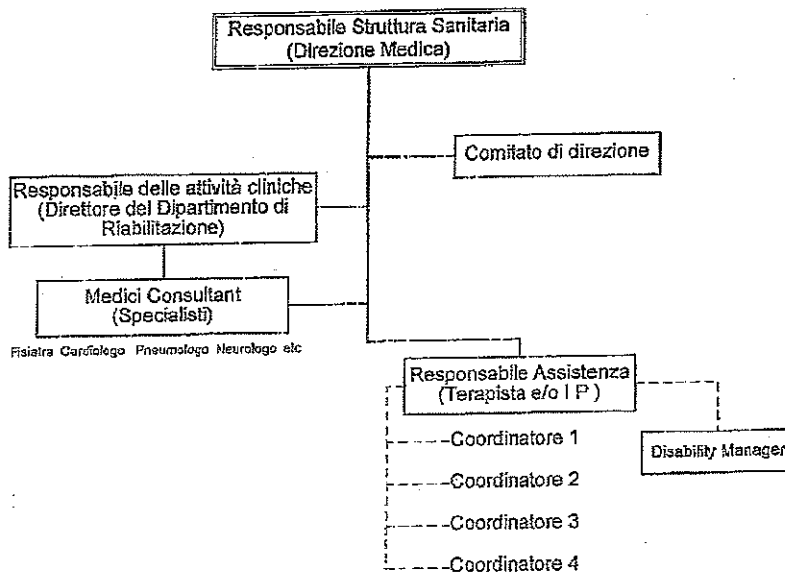 Responsabile Struttura Sanitaria
(Direzione Medica)
Comitato di direzione
Responsabile delle attività cliniche
(Direttore del Dipartimento di
Riabilitazione)
Medici Consultant
(Specialisti)
Fisiatra Cardiologo Pneumologo Neurologo etc
Responsabile Assistenza
(Terapista e/o I P )
Coordinatore 1
Disability Manager
Coordinatore 2
Coordinatore 3
Coordinatore 4